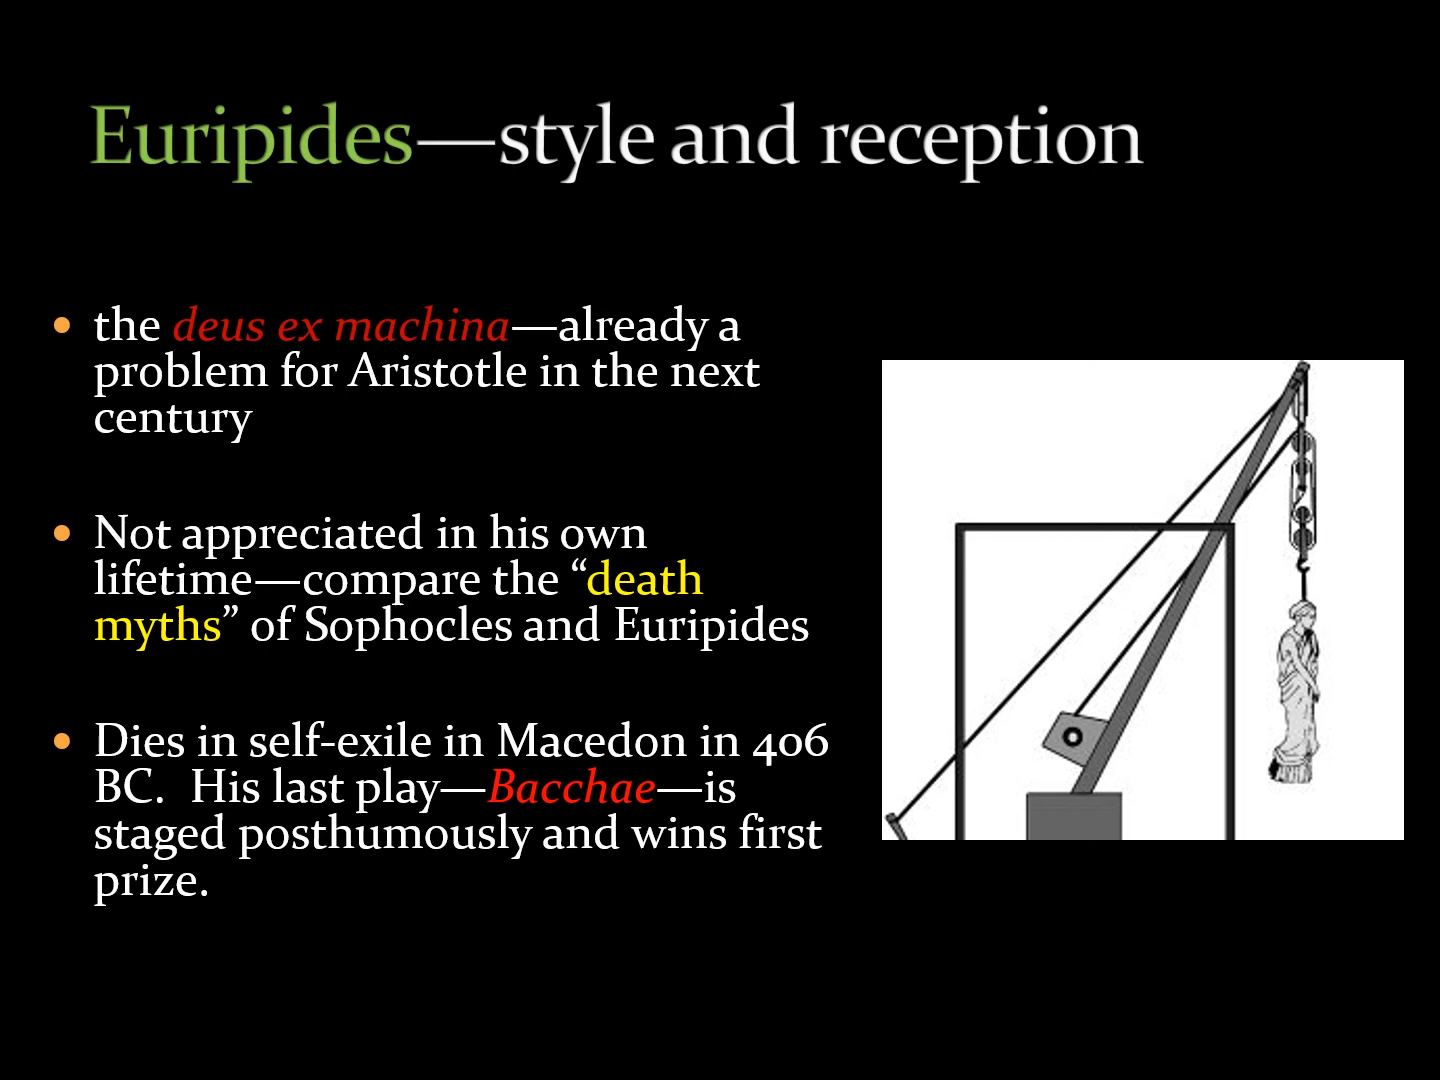 Euripides—style and reception
• the deus ex machina—already a
problem for Aristotle in the next
century
• Not appreciated in his own
lifetime—compare the “death
myths” of Sophocles and Euripides
• Dies in self-exile in Macedon in 406
BC.  His last play—Bacchae—is
staged posthumously and wins first
prize.